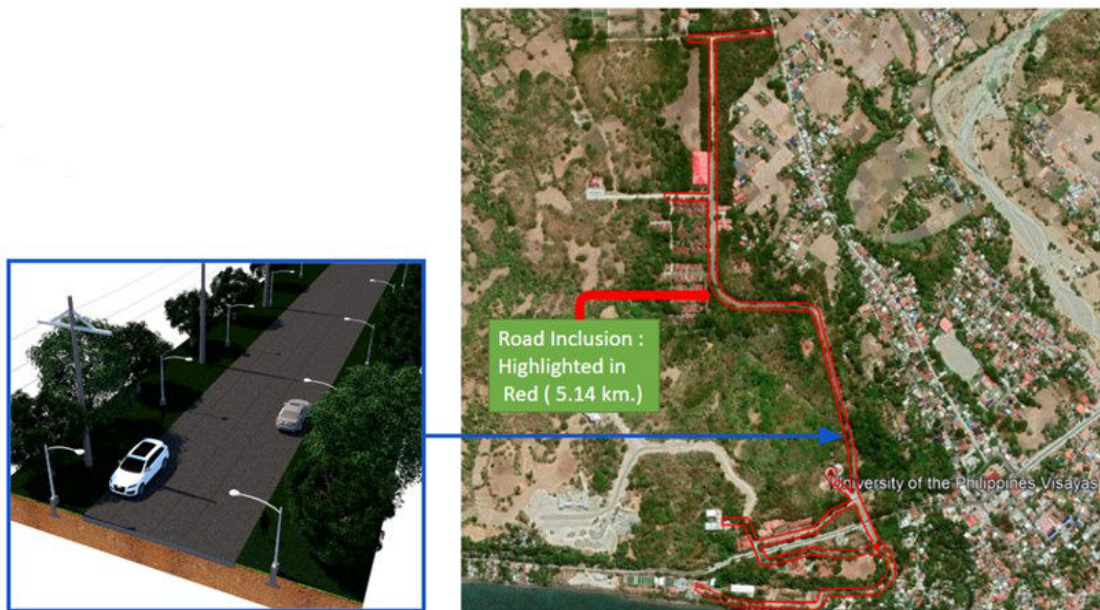 Road Inclusion :
Highlighted in
Red ( 5.14 km.)
University of the Philippines Visayas